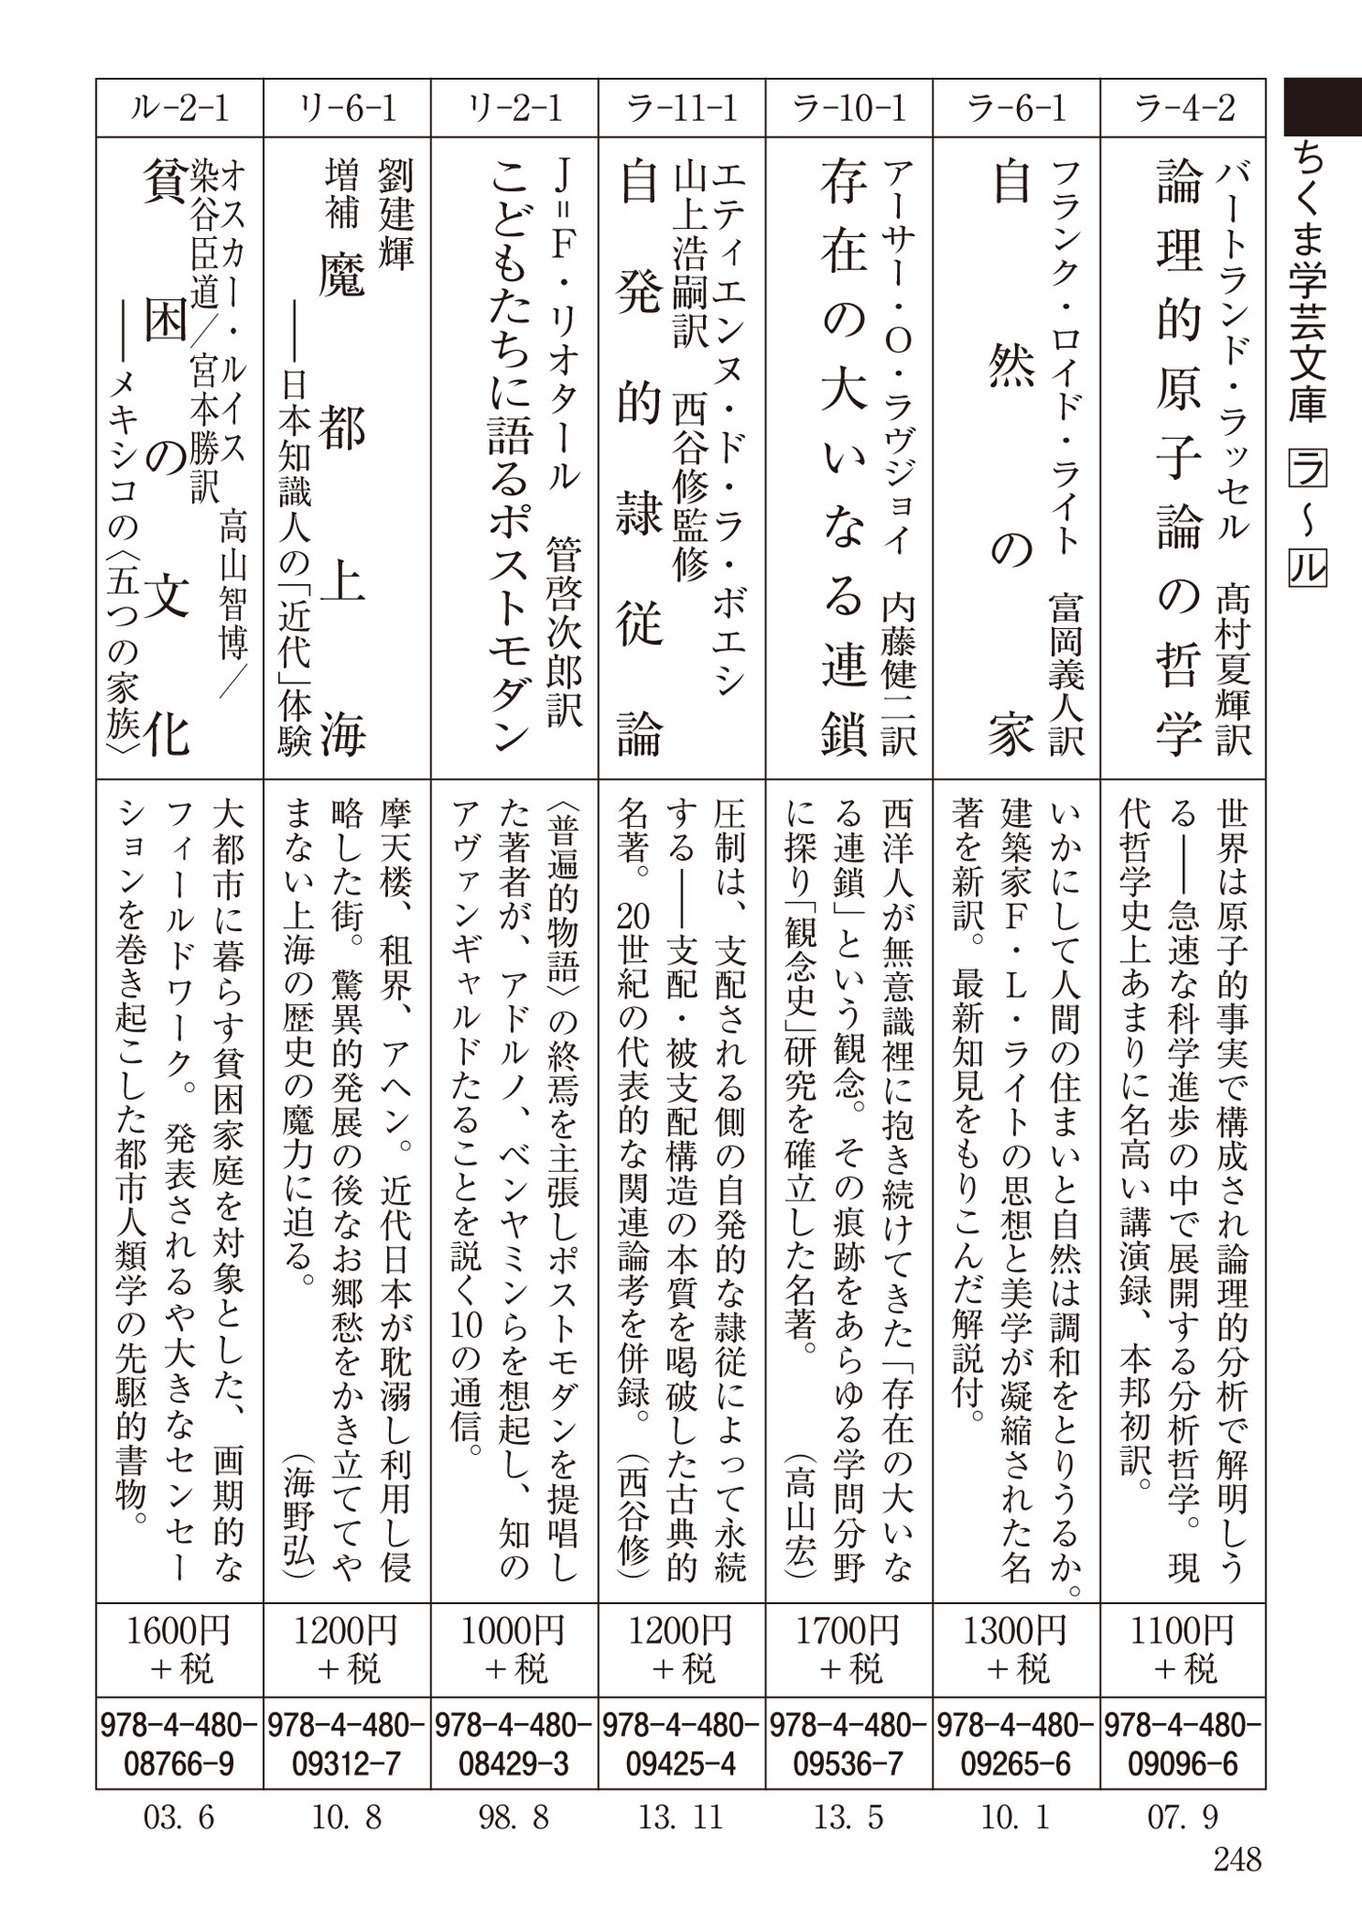 ちくま学芸文庫 ラ〜ル
ラ-4-2
バートランド・ラッセル 髙村夏輝訳
論理的原子論の哲学
世界は原子的事実で構成され論理的分析で解明しう
る――急速な科学進歩の中で展開する分析哲学。現
代哲学史上あまりに名高い講演録、本邦初訳。
1100円
+税
978-4-480-
09096-6
07. 9
ラ-6-1
フランク・ロイド・ライト 富岡義人訳
自然の家
いかにして人間の住まいと自然は調和をとりうるか。
建築家F・L・ライトの思想と美学が凝縮された名
著を新訳。最新知見をもりこんだ解説付。
1300円
+税
978-4-480-
09265-6
10. 1
ラ-10-1
アーサー・O・ラヴジョイ 内藤健二訳
存在の大いなる連鎖
西洋人が無意識裡に抱き続けてきた「存在の大いな
る連鎖」という観念。その痕跡をあらゆる学問分野
に探り「観念史」研究を確立した名著。 (高山宏)
1700円
+税
978-4-480-
09536-7
13. 5
ラ-11-1
エティエンヌ・ド・ラ・ボエシ
山上浩嗣訳 西谷修監修
自発的隷従論
圧制は、支配される側の自発的な隷従によって永続
する――支配・被支配構造の本質を喝破した古典的
名著。20世紀の代表的な関連論考を併録。 (西谷修)
1200円
+税
978-4-480-
09425-4
13. 11
リ-2-1
J=F・リオタール 管啓次郎訳
こどもたちに語るポストモダン
〈普遍的物語〉の終焉を主張しポストモダンを提唱し
た著者が、アドルノ、ベンヤミンらを想起し、知の
アヴァンギャルドたることを説く10の通信。
1000円
+税
978-4-480-
08429-3
98. 8
リ-6-1
劉建輝
増補 魔都上海
――日本知識人の「近代」体験
摩天楼、租界、アヘン。近代日本が耽溺し利用し侵
略した街。驚異的発展の後なお郷愁をかき立ててや
まない上海の歴史の魔力に迫る。 (海野弘)
1200円
+税
978-4-480-
09312-7
10. 8
ル-2-1
オスカー・ルイス 高山智博/
染谷臣道/宮本勝訳
貧困の文化
――メキシコの〈五つの家族〉
大都市に暮らす貧困家庭を対象とした、画期的な
フィールドワーク。発表されるや大きなセンセー
ションを巻き起こした都市人類学の先駆的書物。
1600円
+税
978-4-480-
08766-9
03. 6
248